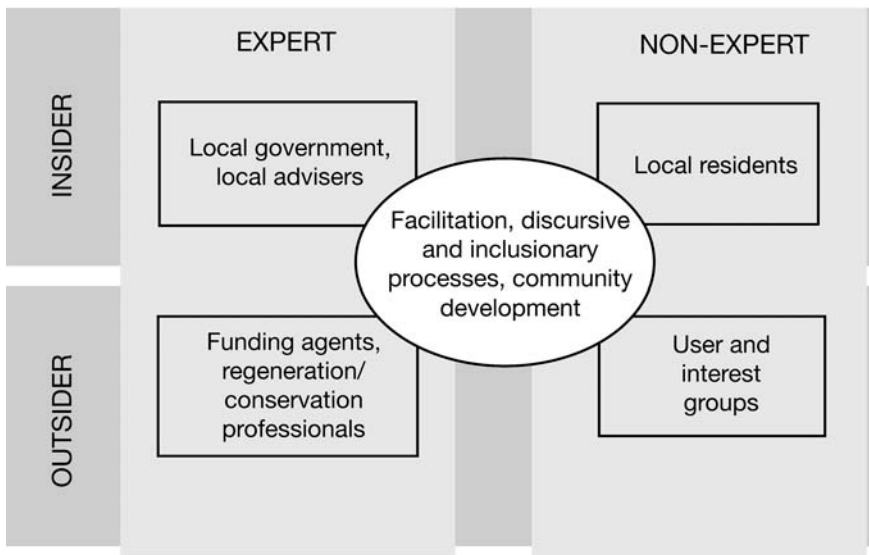 EXPERT
NON-EXPERT
INSIDER
Local government,
local advisers
Local residents
Facilitation, discursive
and inclusionary
processes, community
development
OUTSIDER
Funding agents,
regeneration/
conservation
professionals
User and
interest
groups